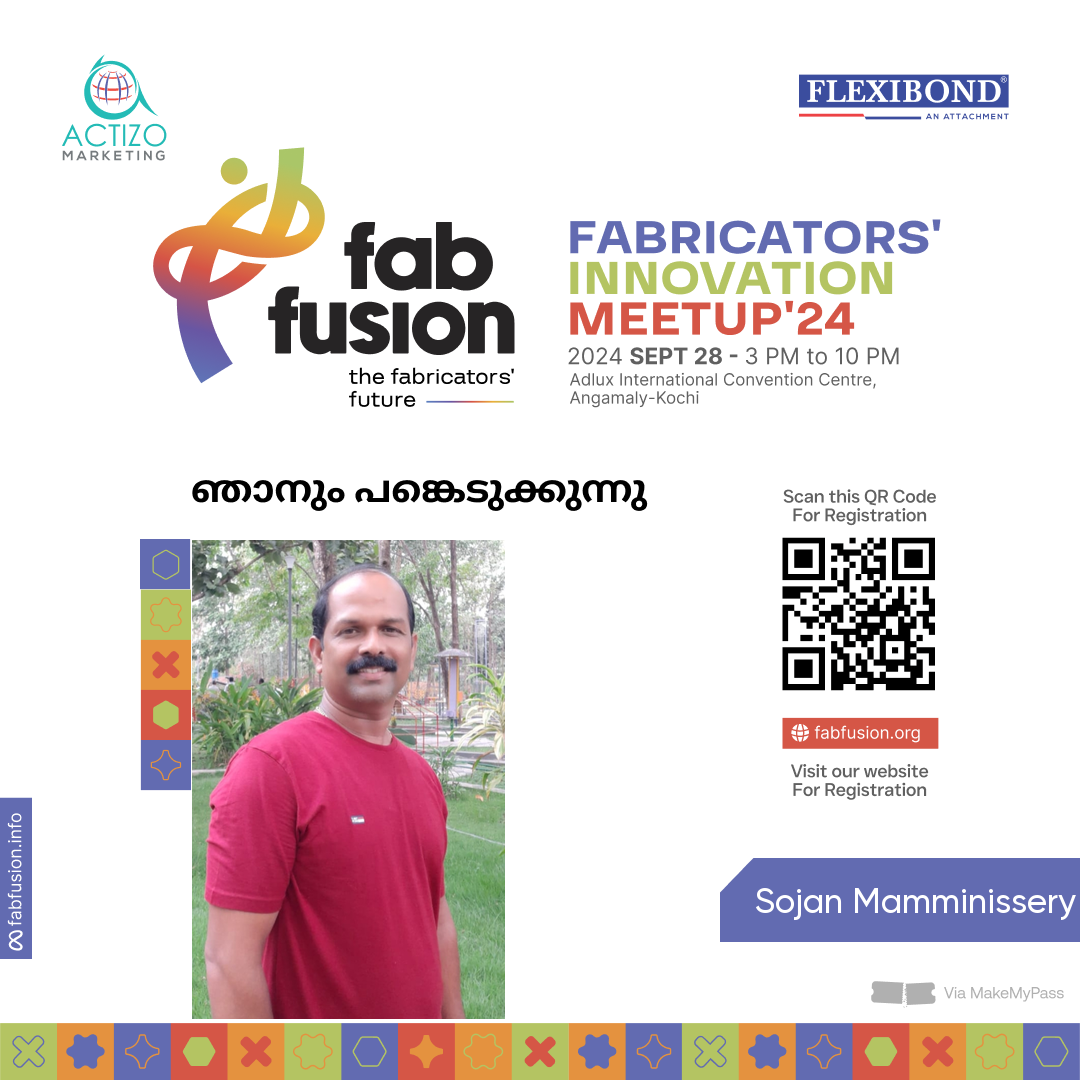 ACTIZO
MARKETING
FLEXIBOND®
AN ATTACHMENT
fab
fusion
the fabricators'
future
FABRICATORS'
INNOVATION
MEETUP'24
2024 SEPT 28 - 3 PM to 10 PM
Adlux International Convention Centre,
Angamaly-Kochi
ഞാനും പങ്കെടുക്കുന്നു
Scan this QR Code
For Registration
fabfusion.org
Visit our website
For Registration
fabfusion.info
Sojan Mamminissery
Via MakeMyPass